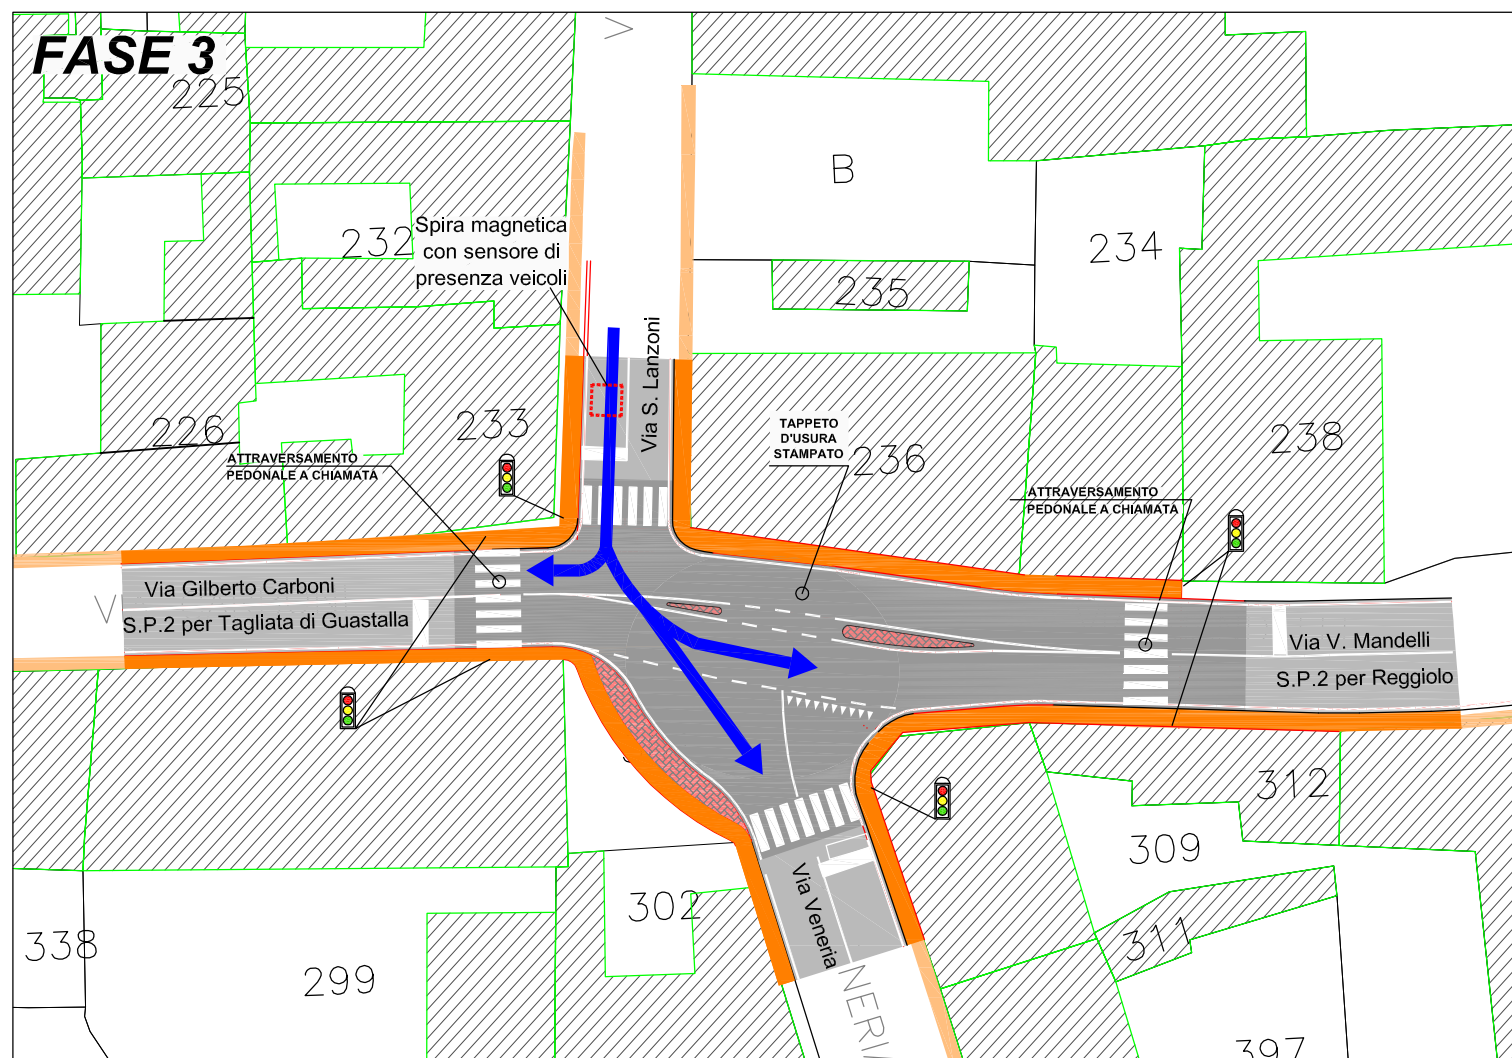 FASE 3
225
V
B
232
Spira magnetica
con sensore di
presenza veicoli
234
235
Via S. Lanzoni
226
233
ATTRAVERSAMENTO
PEDONALE A CHIAMATA
TAPPETO
D'USURA
STAMPATO
236
238
ATTRAVERSAMENTO
PEDONALE A CHIAMATA
Via Gilberto Carboni
V
S.P.2 per Tagliata di Guastalla
Via V. Mandelli
S.P.2 per Reggiolo
312
309
Via Veneria
302
311
338
299
NERIA
397